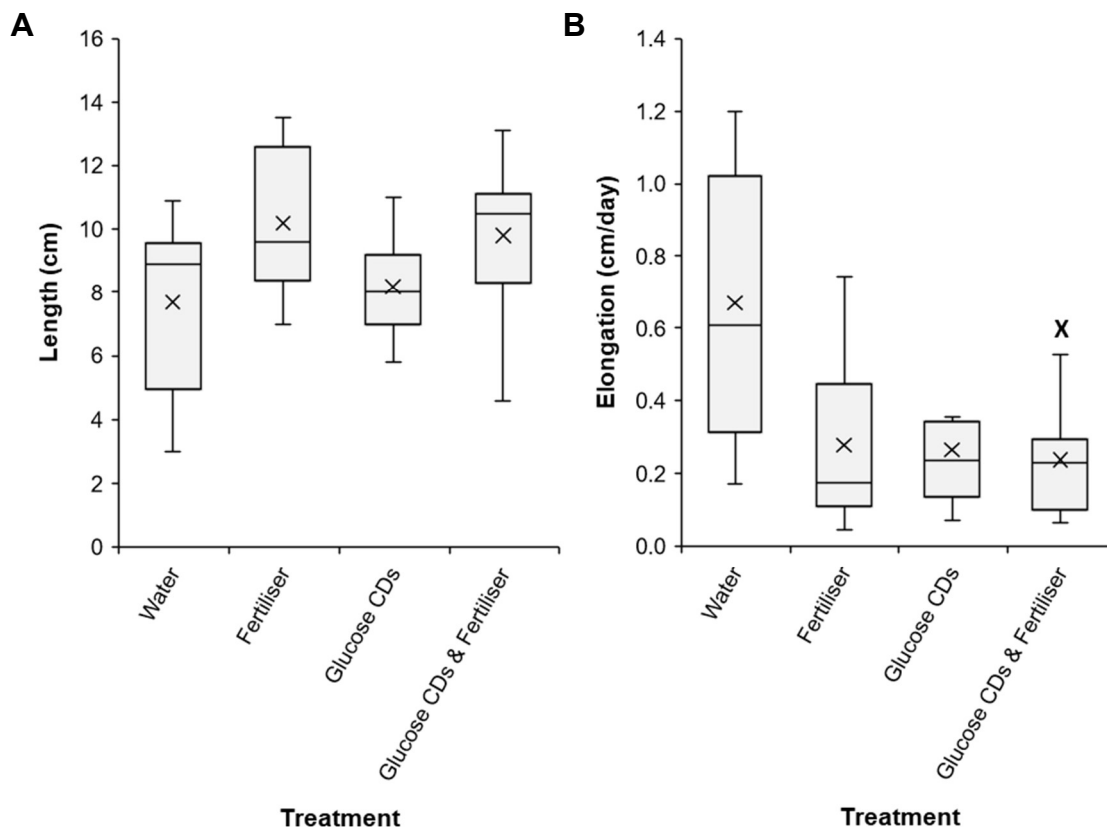 A
Length (cm)
16
14
12
10
8
6
4
2
0
Water
Fertiliser
Glucose CDs
Glucose CDs & Fertiliser
Treatment
B
Elongation (cm/day)
1.4
1.2
1.0
0.8
0.6
0.4
0.2
0.0
X
Water
Fertiliser
Glucose CDs
Glucose CDs & Fertiliser
Treatment